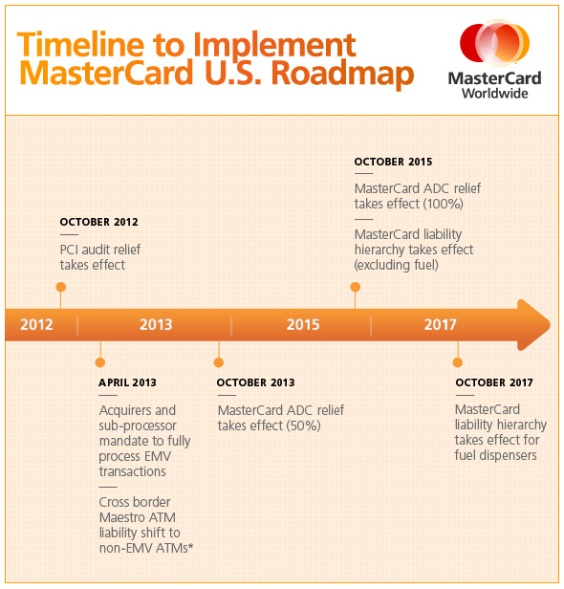 Timeline to Implement
MasterCard U.S. Roadmap
MasterCard
Worldwide
OCTOBER 2015
MasterCard ADC relief
takes effect (100%)
MasterCard liability
hierarchy takes effect
(excluding fuel)
OCTOBER 2012
PCI audit relief
takes effect
2012
2013
2015
2017
APRIL 2013
Acquirers and
sub-processor
mandate to fully
process EMV
transactions
Cross border
Maestro ATM
liability shift to
non-EMV ATMs*
OCTOBER 2013
MasterCard ADC relief
takes effect (50%)
OCTOBER 2017
MasterCard
liability hierarchy
takes effect for
fuel dispensers